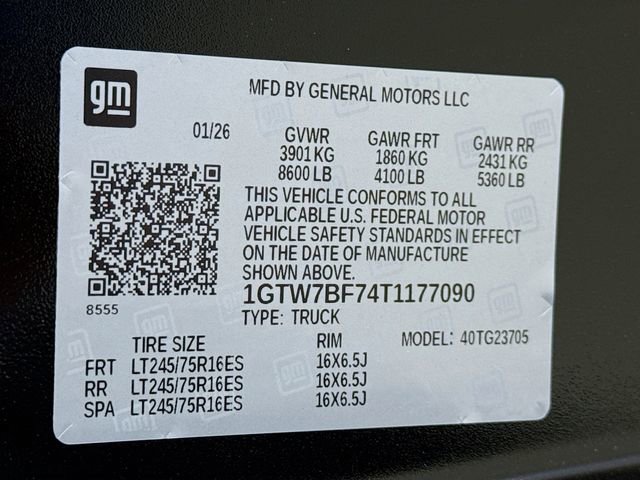 gm
MFD BY GENERAL MOTORS LLC
01/26 GVWR GAWR FRT GAWR RR
3901 KG 1860 KG 2431 KG
8600 LB 4100 LB 5360 LB
THIS VEHICLE CONFORMS TO ALL
APPLICABLE U.S. FEDERAL MOTOR
VEHICLE SAFETY STANDARDS IN EFFECT
ON THE DATE OF MANUFACTURE
SHOWN ABOVE.
1GTW7BF74T1177090
8555
TYPE: TRUCK
MODEL: 40TG23705
TIRE SIZE RIM
FRT LT245/75R16ES 16X6.5J
RR LT245/75R16ES 16X6.5J
SPA LT245/75R16ES 16X6.5J